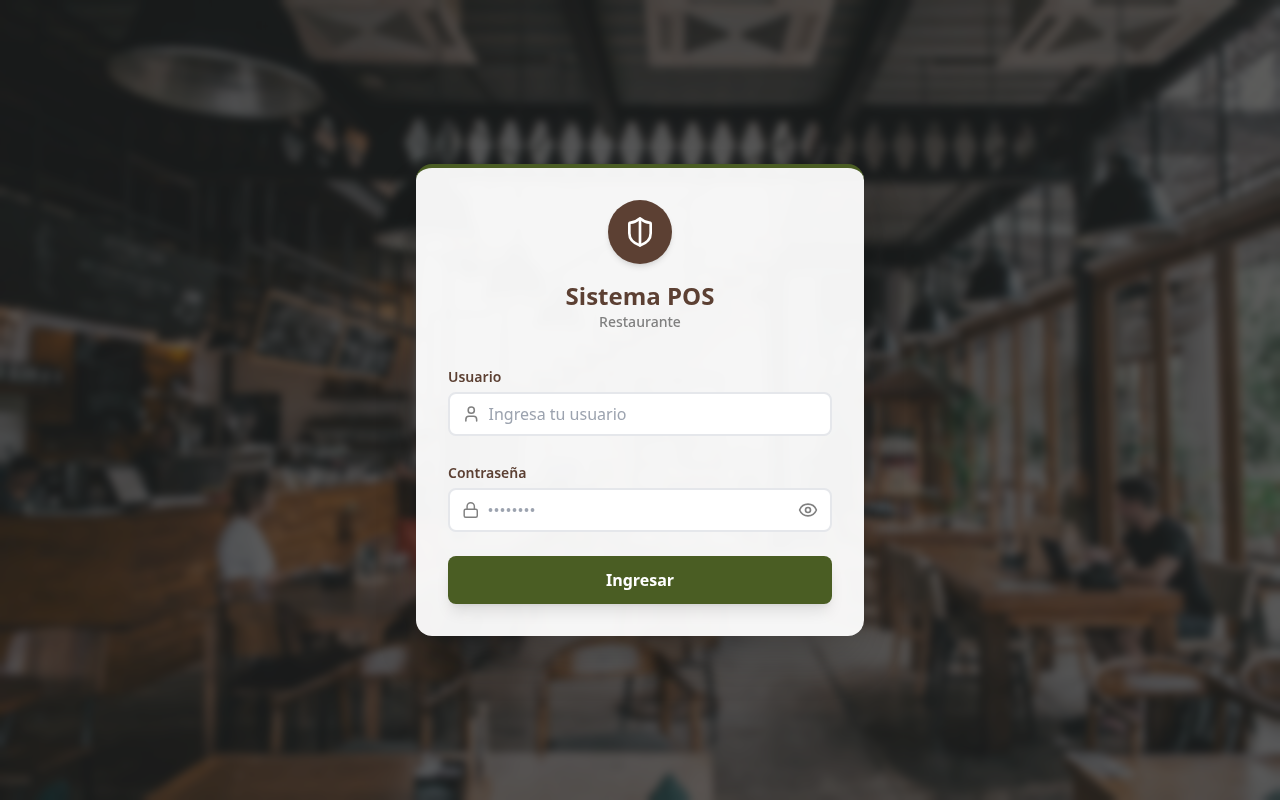 Sistema POS
Restaurante
Usuario
Ingresa tu usuario
Contraseña
••••••••
Ingresar